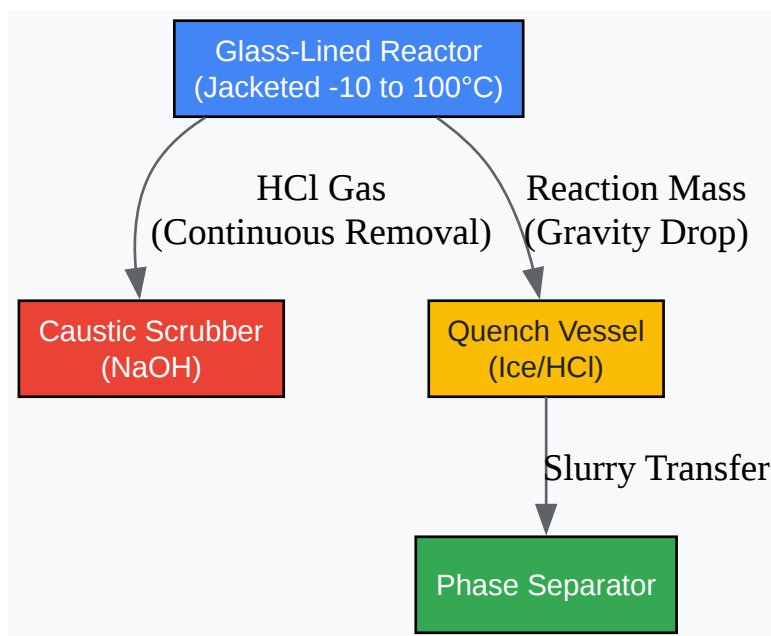 Glass-Lined Reactor
(Jacketed -10 to 100°C)
HCl Gas
(Continuous Removal)
Reaction Mass
(Gravity Drop)
Caustic Scrubber
(NaOH)
Quench Vessel
(Ice/HCl)
Slurry Transfer
Phase Separator